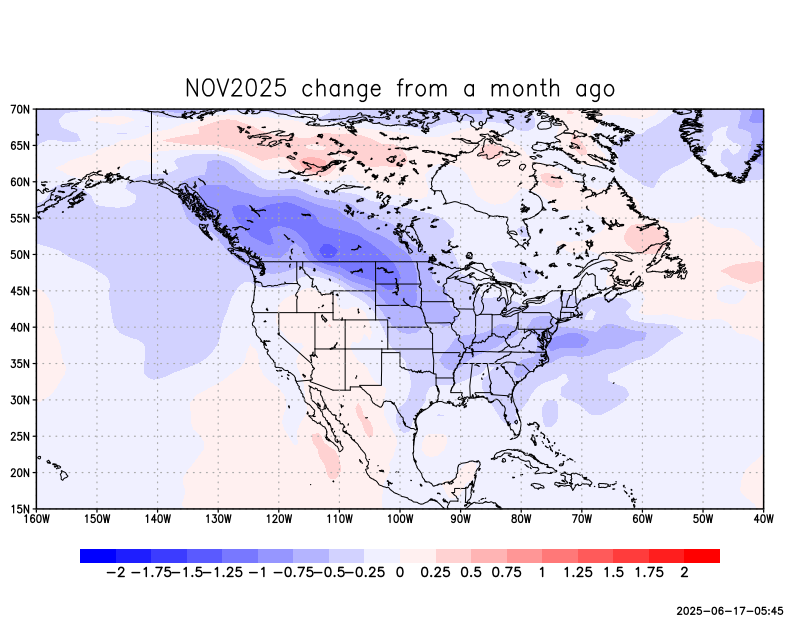 NOV2025 change from a month ago
70N
65N
60N
55N
50N
45N
40N
35N
30N
25N
20N
15N
160W 150W 140W 130W 120W 110W 100W 90W 80W 70W 60W 50W 40W
−2 −1.75 −1.5 −1.25 −1 −0.75 −0.5 −0.25 0 0.25 0.5 0.75 1 1.25 1.5 1.75 2
2025-06-17-05:45